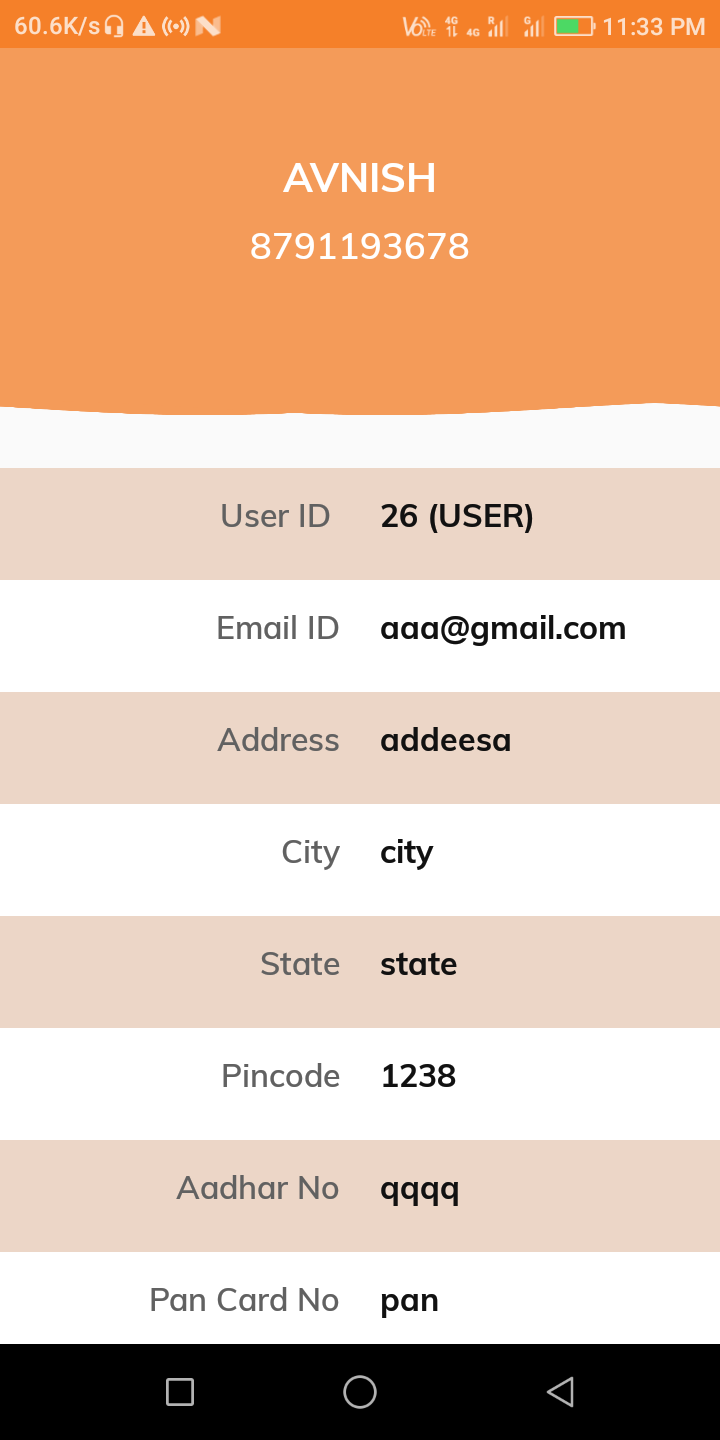 60.6K/s 11:33 PM
AVNISH
8791193678
User ID 26 (USER)
Email ID aaa@gmail.com
Address addeesa
City city
State state
Pincode 1238
Aadhar No qqqq
Pan Card No pan